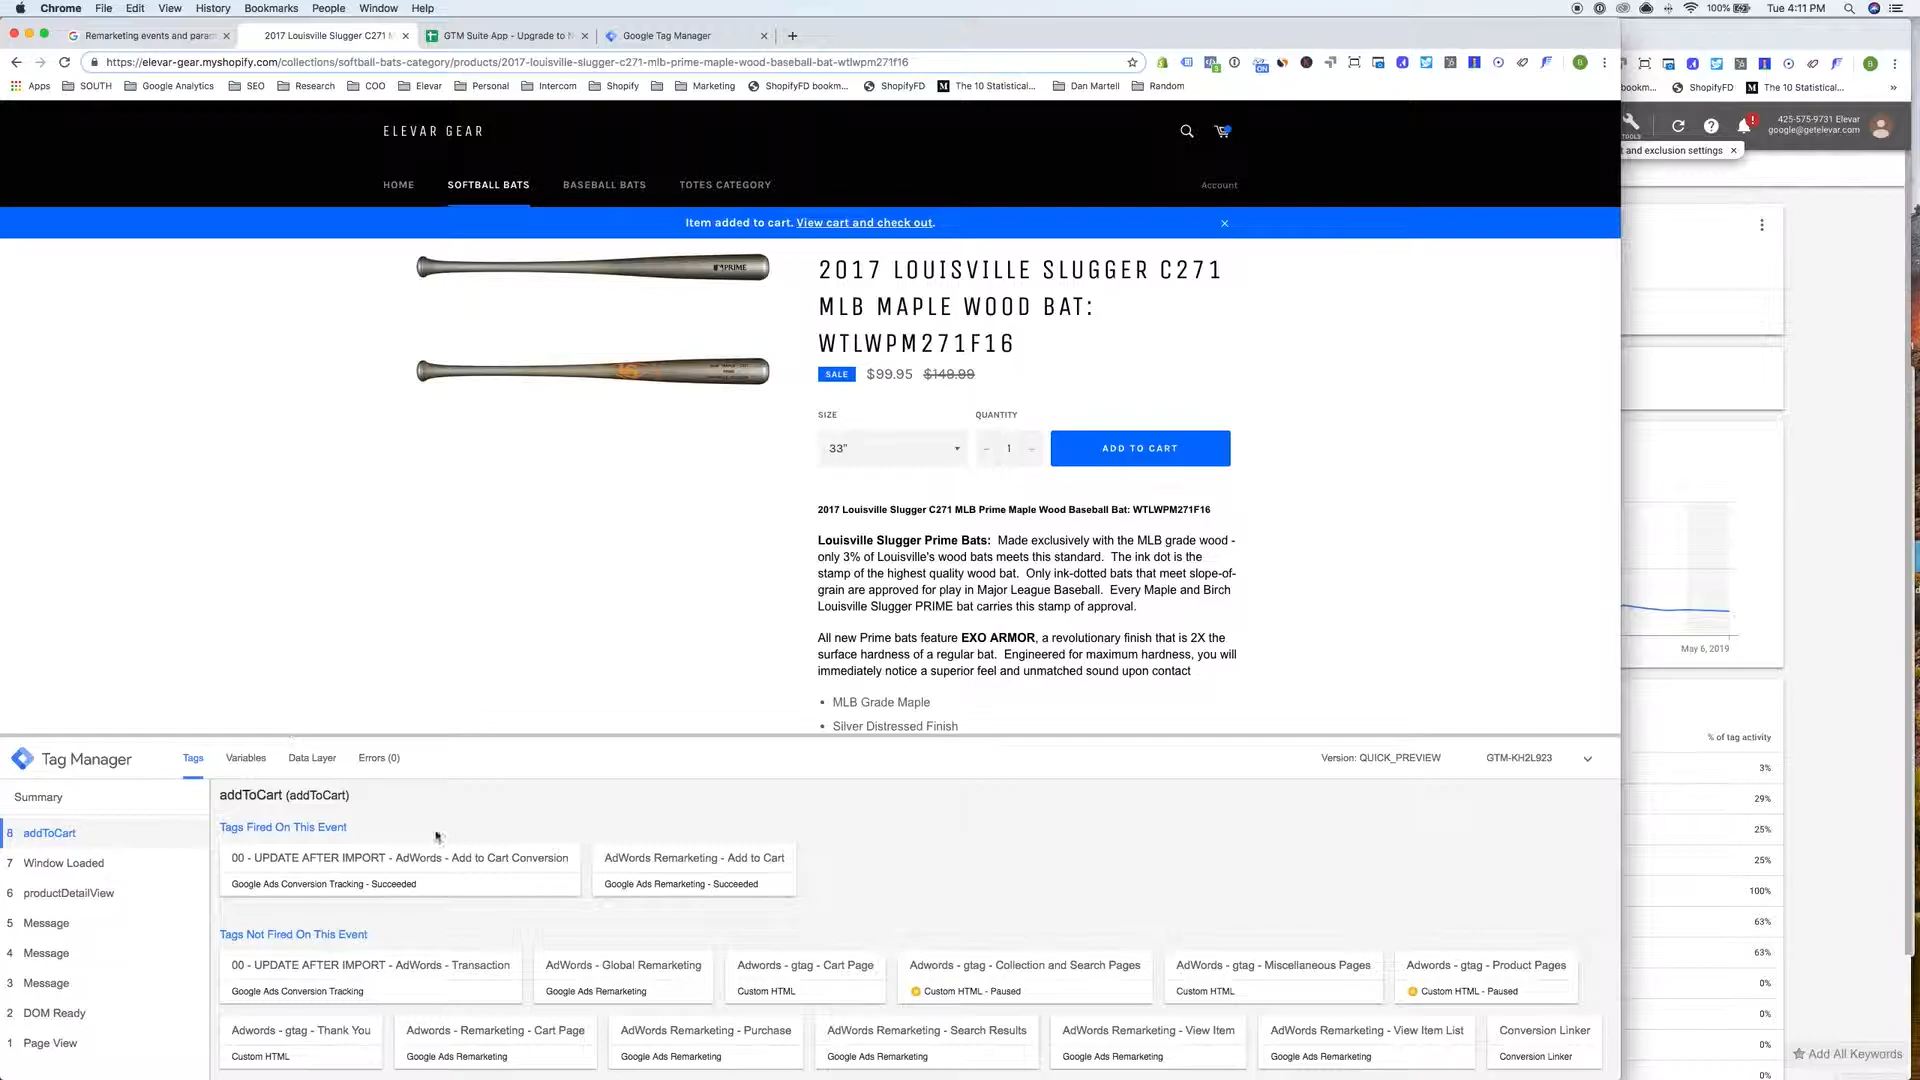 Chrome File Edit View History Bookmarks People Window Help
100% Tue 4:11 PM
Remarketing events and para
2017 Louisville Slugger C271 M
GTM Suite App - Upgrade to N
Google Tag Manager
https://elevar-gear.myshopify.com/collections/softball-bats-category/products/2017-louisville-slugger-c271-mlb-prime-maple-wood-baseball-bat-wtlwpm271f16
Apps SOUTH Google Analytics SEO Research COO Elevar Personal Intercom Shopify Marketing ShopifyFD bookm... ShopifyFD The 10 Statistical... Dan Martell Random
bookm... ShopifyFD The 10 Statistical... »
ELEVAR GEAR
HOME SOFTBALL BATS BASEBALL BATS TOTES CATEGORY Account
Item added to cart. View cart and check out.
2017 LOUISVILLE SLUGGER C271
MLB MAPLE WOOD BAT:
WTLWPM271F16
SALE $99.95 $149.99
SIZE QUANTITY
33" − 1 ADD TO CART
2017 Louisville Slugger C271 MLB Prime Maple Wood Baseball Bat: WTLWPM271F16
Louisville Slugger Prime Bats: Made exclusively with the MLB grade wood -
only 3% of Louisville's wood bats meets this standard. The ink dot is the
stamp of the highest quality wood bat. Only ink-dotted bats that meet slope-of-
grain are approved for play in Major League Baseball. Every Maple and Birch
Louisville Slugger PRIME bat carries this stamp of approval.
All new Prime bats feature EXO ARMOR, a revolutionary finish that is 2X the
surface hardness of a regular bat. Engineered for maximum hardness, you will
immediately notice a superior feel and unmatched sound upon contact
• MLB Grade Maple
• Silver Distressed Finish
PRIME
TOOLS
425-575-9731 Elevar
google@getelevar.com
t and exclusion settings
May 6, 2019
% of tag activity
3%
29%
25%
25%
100%
63%
63%
0%
0%
0%
0%
Add All Keywords
Tag Manager Tags Variables Data Layer Errors (0) Version: QUICK_PREVIEW GTM-KH2L923
Summary
8 addToCart
7 Window Loaded
6 productDetailView
5 Message
4 Message
3 Message
2 DOM Ready
1 Page View
addToCart (addToCart)
Tags Fired On This Event
00 - UPDATE AFTER IMPORT - AdWords - Add to Cart Conversion
Google Ads Conversion Tracking - Succeeded
AdWords Remarketing - Add to Cart
Google Ads Remarketing - Succeeded
Tags Not Fired On This Event
00 - UPDATE AFTER IMPORT - AdWords - Transaction
Google Ads Conversion Tracking
AdWords - Global Remarketing
Google Ads Remarketing
Adwords - gtag - Cart Page
Custom HTML
Adwords - gtag - Collection and Search Pages
Custom HTML - Paused
AdWords - gtag - Miscellaneous Pages
Custom HTML
Adwords - gtag - Product Pages
Custom HTML - Paused
Adwords - gtag - Thank You
Custom HTML
Adwords - Remarketing - Cart Page
Google Ads Remarketing
AdWords Remarketing - Purchase
Google Ads Remarketing
AdWords Remarketing - Search Results
Google Ads Remarketing
AdWords Remarketing - View Item
Google Ads Remarketing
AdWords Remarketing - View Item List
Google Ads Remarketing
Conversion Linker
Conversion Linker